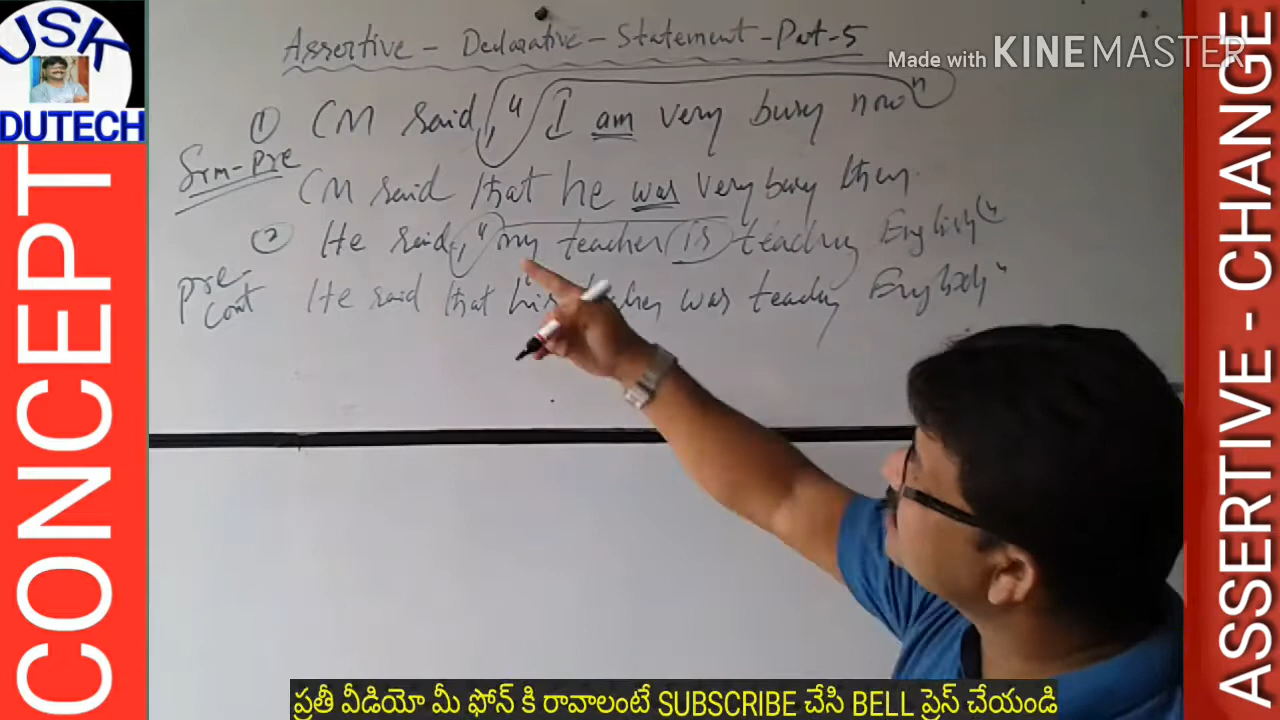 JSK
DUTECH
CONCEPT
ASSERTIVE - CHANGE
Made with KINEMASTER
Assertive - Declarative - Statement - Part-5
① CM said, "I am very busy now"
Sim-pre
CM said that he was very busy then.
② He said, "my teacher is teaching English"
pre-
cont
He said that his teacher was teaching English"
ప్రతీ వీడియో మీ ఫోన్ కి రావాలంటే SUBSCRIBE చేసి BELL ప్రెస్ చేయండి